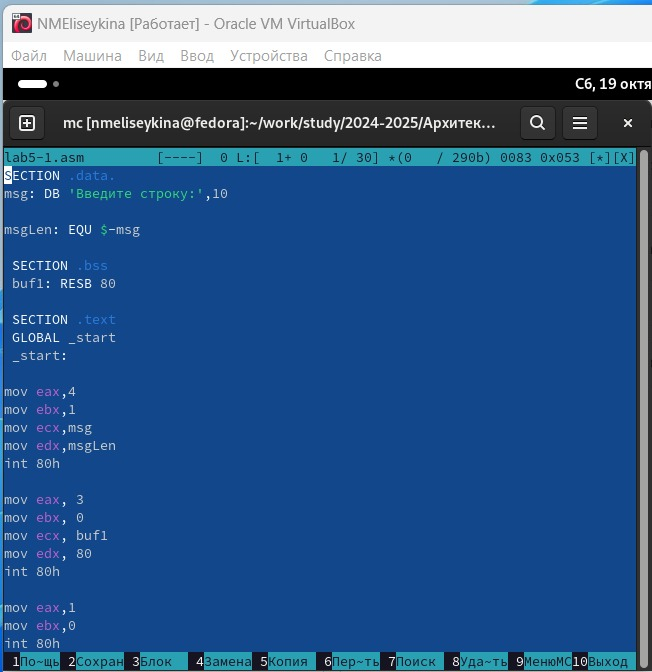 NMEliseykina [Работает] - Oracle VM VirtualBox
Файл Машина Вид Ввод Устройства Справка
Сб, 19 октя
mc [nmeliseykina@fedora]:~/work/study/2024-2025/Архитек...
lab5-1.asm [----] 0 L:[ 1+ 0 1/ 30] *(0 / 290b) 0083 0x053 [*][X]
SECTION .data.
msg: DB 'Введите строку:',10
msgLen: EQU $-msg
SECTION .bss
buf1: RESB 80
SECTION .text
GLOBAL _start
_start:
mov eax,4
mov ebx,1
mov ecx,msg
mov edx,msgLen
int 80h
mov eax, 3
mov ebx, 0
mov ecx, buf1
mov edx, 80
int 80h
mov eax,1
mov ebx,0
int 80h
1По~щь 2Сохран 3Блок 4Замена 5Копия 6Пер~ть 7Поиск 8Уда~ть 9МенюMC 10Выход